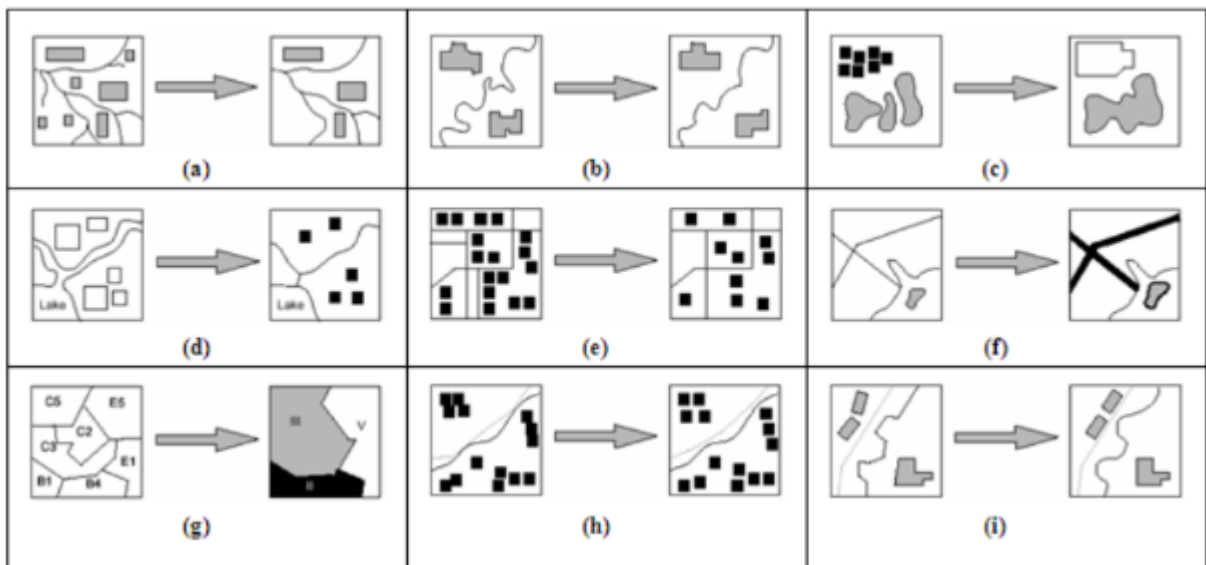 (a)
(b)
(c)
Lake
Lake
(d)
(e)
(f)
C5
E5
C2
C3
E1
B1
B4
V
(g)
(h)
(i)